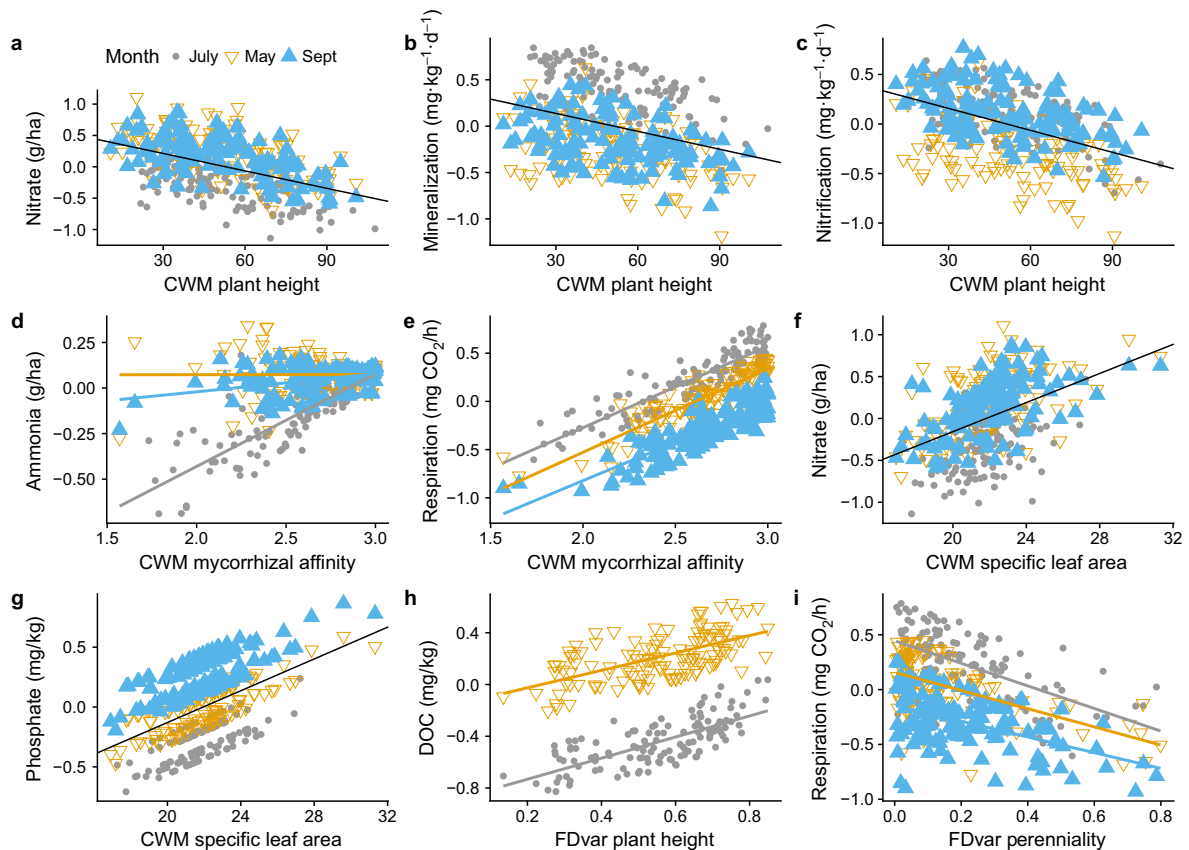 a
Month July May Sept
Nitrate (g/ha)
1.0
0.5
0.0
−0.5
−1.0
30 60 90
CWM plant height
b
Mineralization (mg·kg⁻¹·d⁻¹)
0.5
0.0
−0.5
−1.0
30 60 90
CWM plant height
c
Nitrification (mg·kg⁻¹·d⁻¹)
0.5
0.0
−0.5
−1.0
30 60 90
CWM plant height
d
Ammonia (g/ha)
0.25
0.00
−0.25
−0.50
1.5 2.0 2.5 3.0
CWM mycorrhizal affinity
e
Respiration (mg CO₂/h)
0.5
0.0
−0.5
−1.0
1.5 2.0 2.5 3.0
CWM mycorrhizal affinity
f
Nitrate (g/ha)
1.0
0.5
0.0
−0.5
−1.0
20 24 28 32
CWM specific leaf area
g
Phosphate (mg/kg)
0.5
0.0
−0.5
20 24 28 32
CWM specific leaf area
h
DOC (mg/kg)
0.4
0.0
−0.4
−0.8
0.2 0.4 0.6 0.8
FDvar plant height
i
Respiration (mg CO₂/h)
0.5
0.0
−0.5
−1.0
0.0 0.2 0.4 0.6 0.8
FDvar perenniality